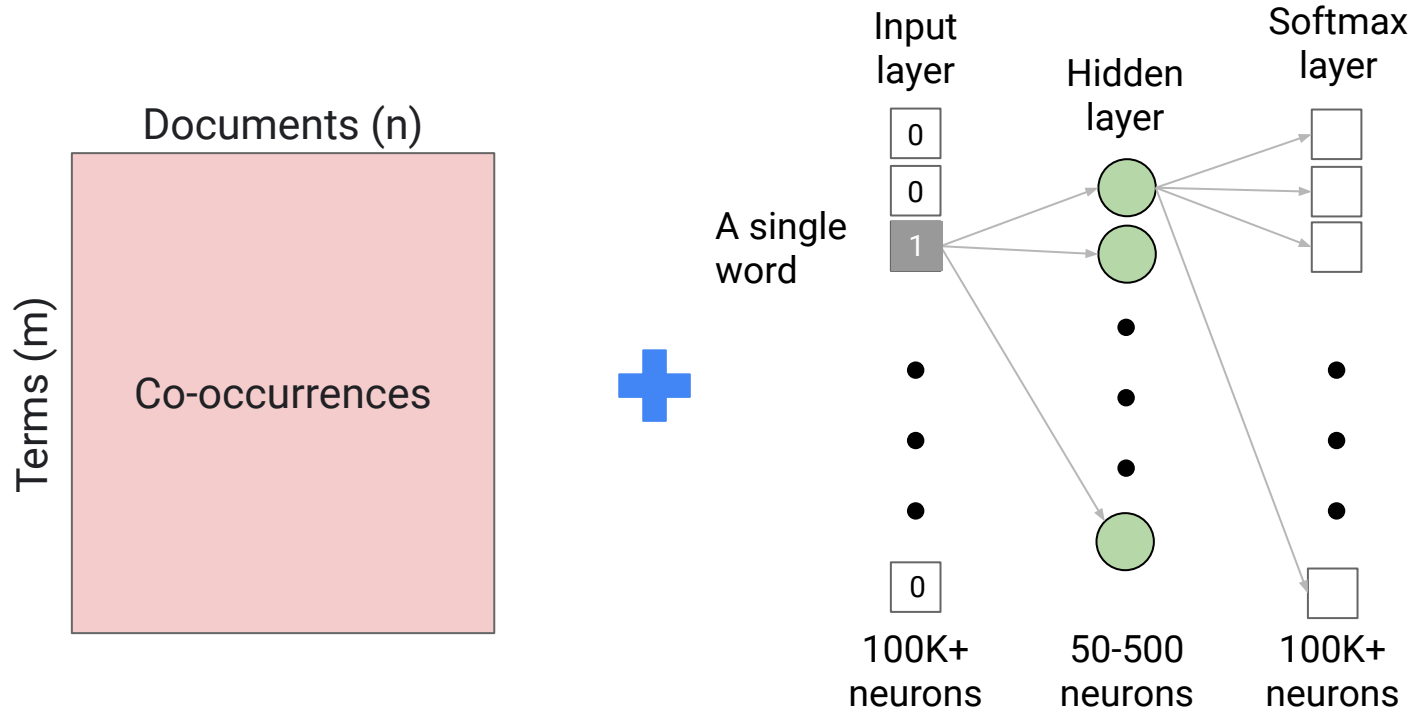 Documents (n)
Terms (m)
Co-occurrences
Input
layer
Hidden
layer
Softmax
layer
A single
word
0
0
1
0
100K+
neurons
50-500
neurons
100K+
neurons